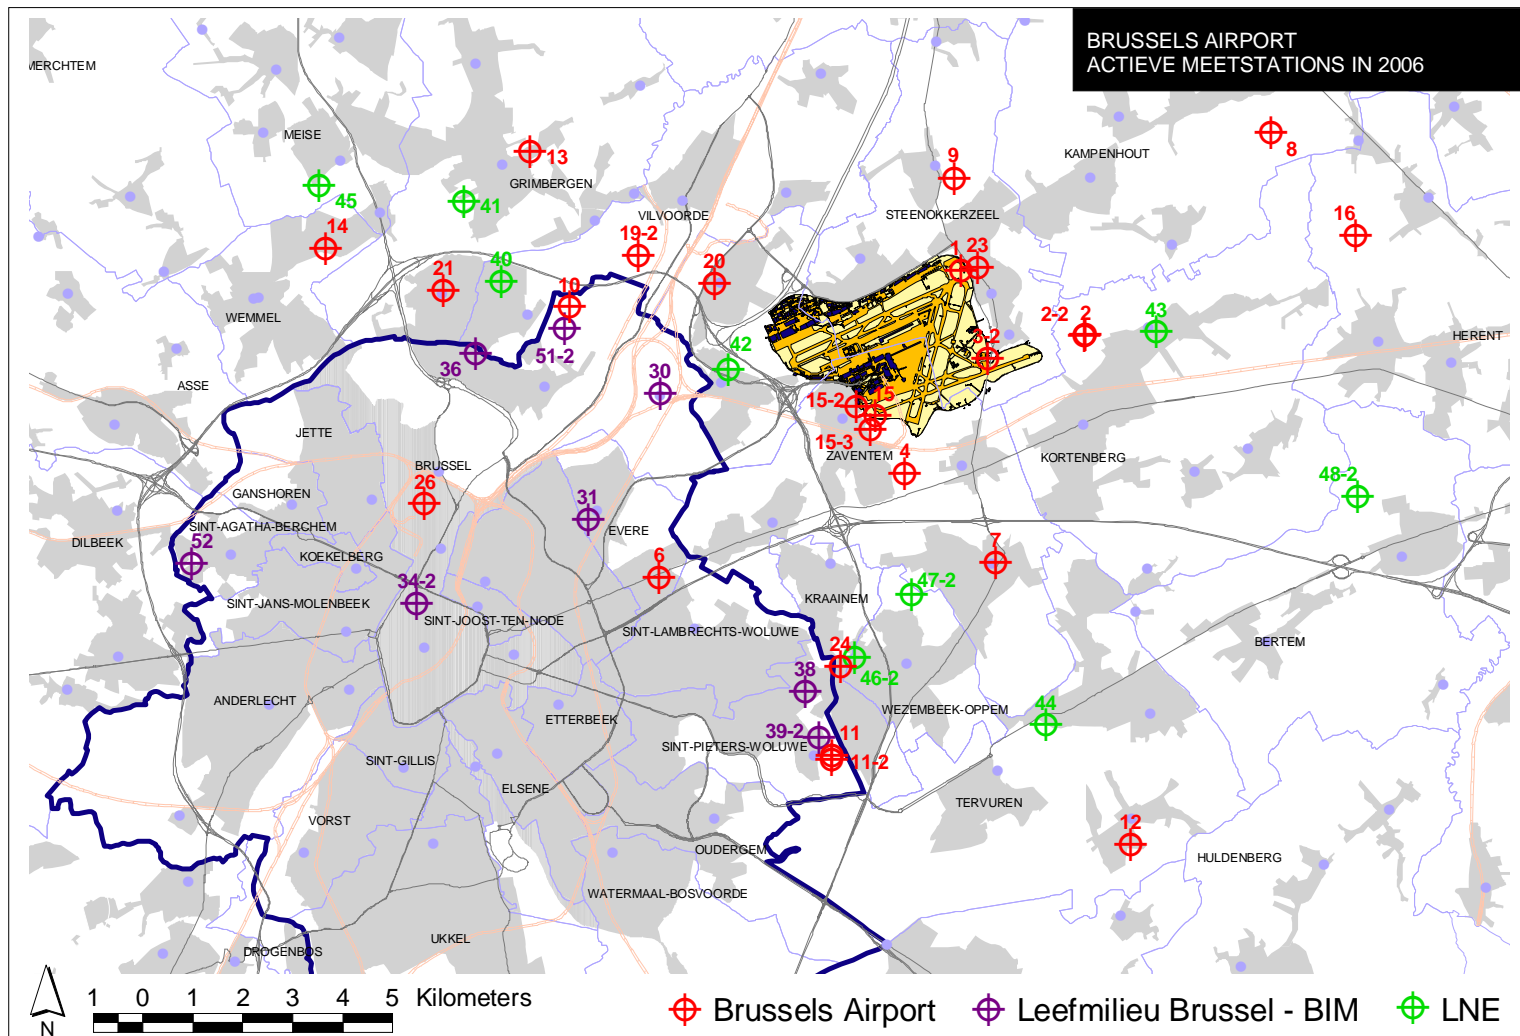 BRUSSELS AIRPORT
ACTIEVE MEETSTATIONS IN 2006
MERCHTEM
MEISE
13
GRIMBERGEN
9
KAMPENHOUT
8
45
41
14
VILVOORDE
STEENOKKERZEEL
16
19-2
21
40
20
1
23
10
WEMMEL
51-2
36
42
2-2
2
43
HERENT
3-2
ASSE
30
15-2
15
15-3
ZAVENTEM
4
JETTE
KORTENBERG
BRUSSEL
26
48-2
GANSHOREN
31
SINT-AGATHA-BERCHEM
EVERE
DILBEEK
52
KOEKELBERG
6
7
47-2
34-2
SINT-JANS-MOLENBEEK
KRAAINEM
SINT-JOOST-TEN-NODE
SINT-LAMBRECHTS-WOLUWE
BERTEM
24
46-2
38
ANDERLECHT
WEZEMBEEK-OPPEM
44
ETTERBEEK
39-2
11
SINT-PIETERS-WOLUWE
11-2
SINT-GILLIS
ELSENE
TERVUREN
VORST
12
OUDERGEM
HULDENBERG
WATERMAAL-BOSVOORDE
UKKEL
DROGENBOS
N
1 0 1 2 3 4 5 Kilometers
Brussels Airport
Leefmilieu Brussel - BIM
LNE